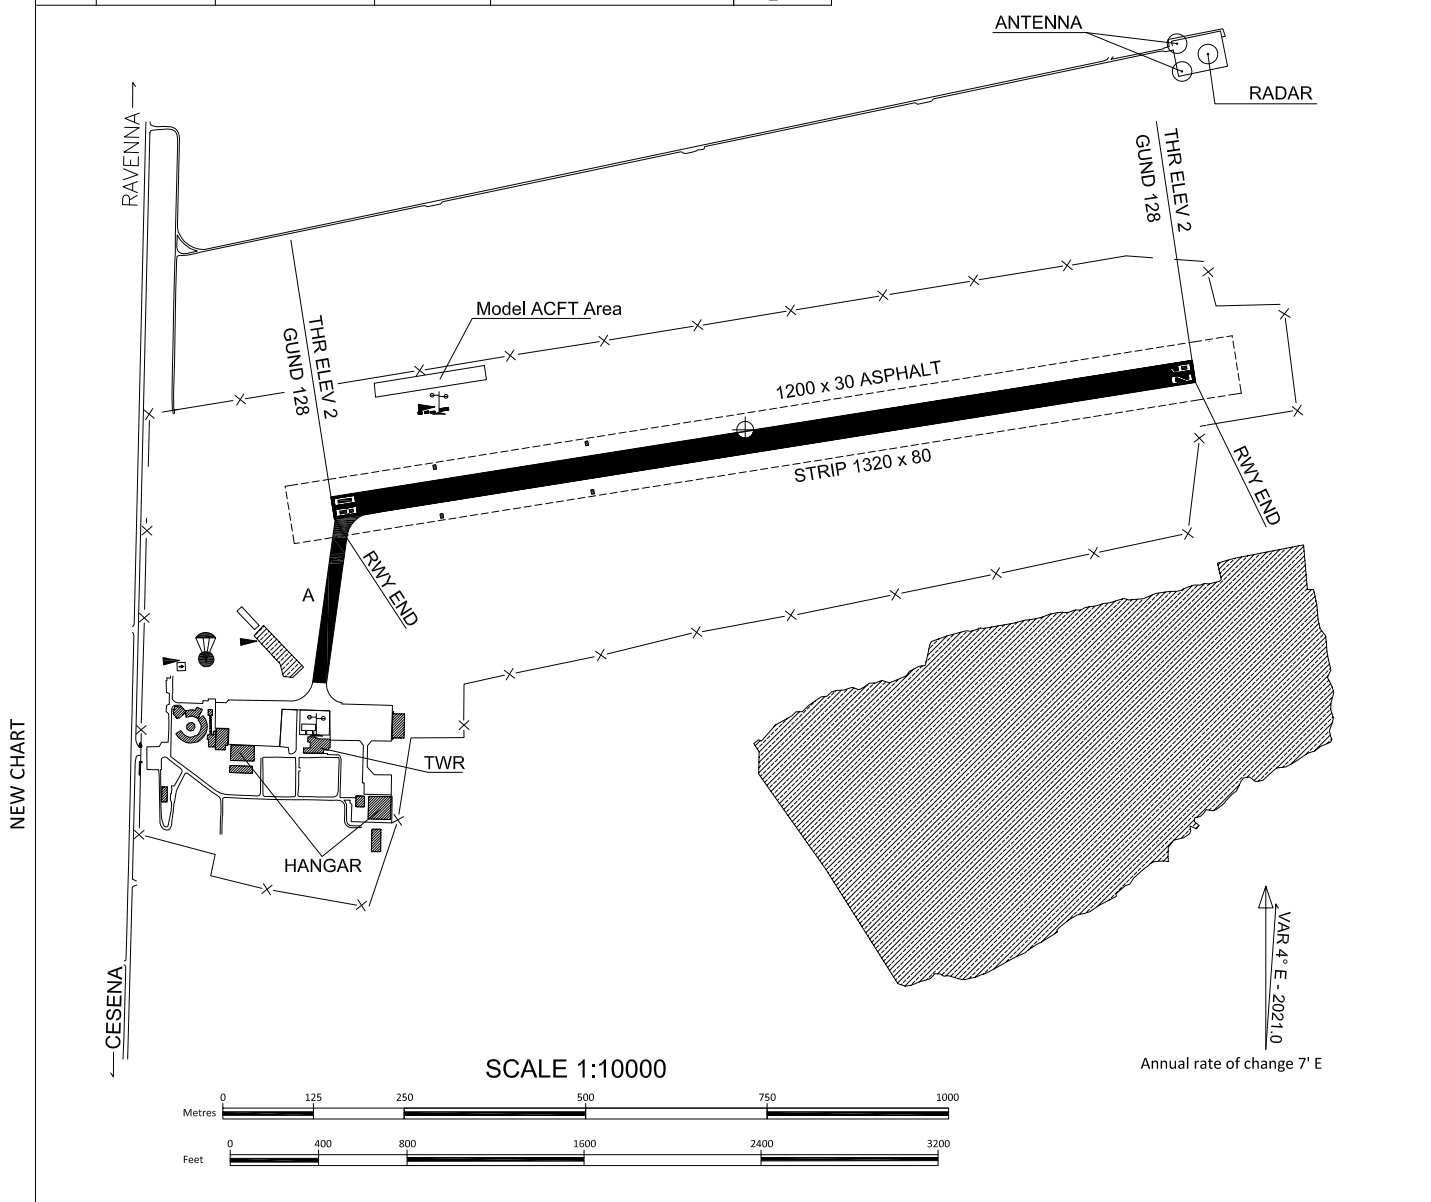 ANTENNA
RADAR
RAVENNA
THR ELEV 2
GUND 128
THR ELEV 2
GUND 128
Model ACFT Area
1200 x 30 ASPHALT
STRIP 1320 x 80
RWY END
RWY END
A
TWR
HANGAR
NEW CHART
CESENA
VAR 4° E - 2021.0
Annual rate of change 7' E
SCALE 1:10000
0 125 250 500 750 1000
Metres
0 400 800 1600 2400 3200
Feet